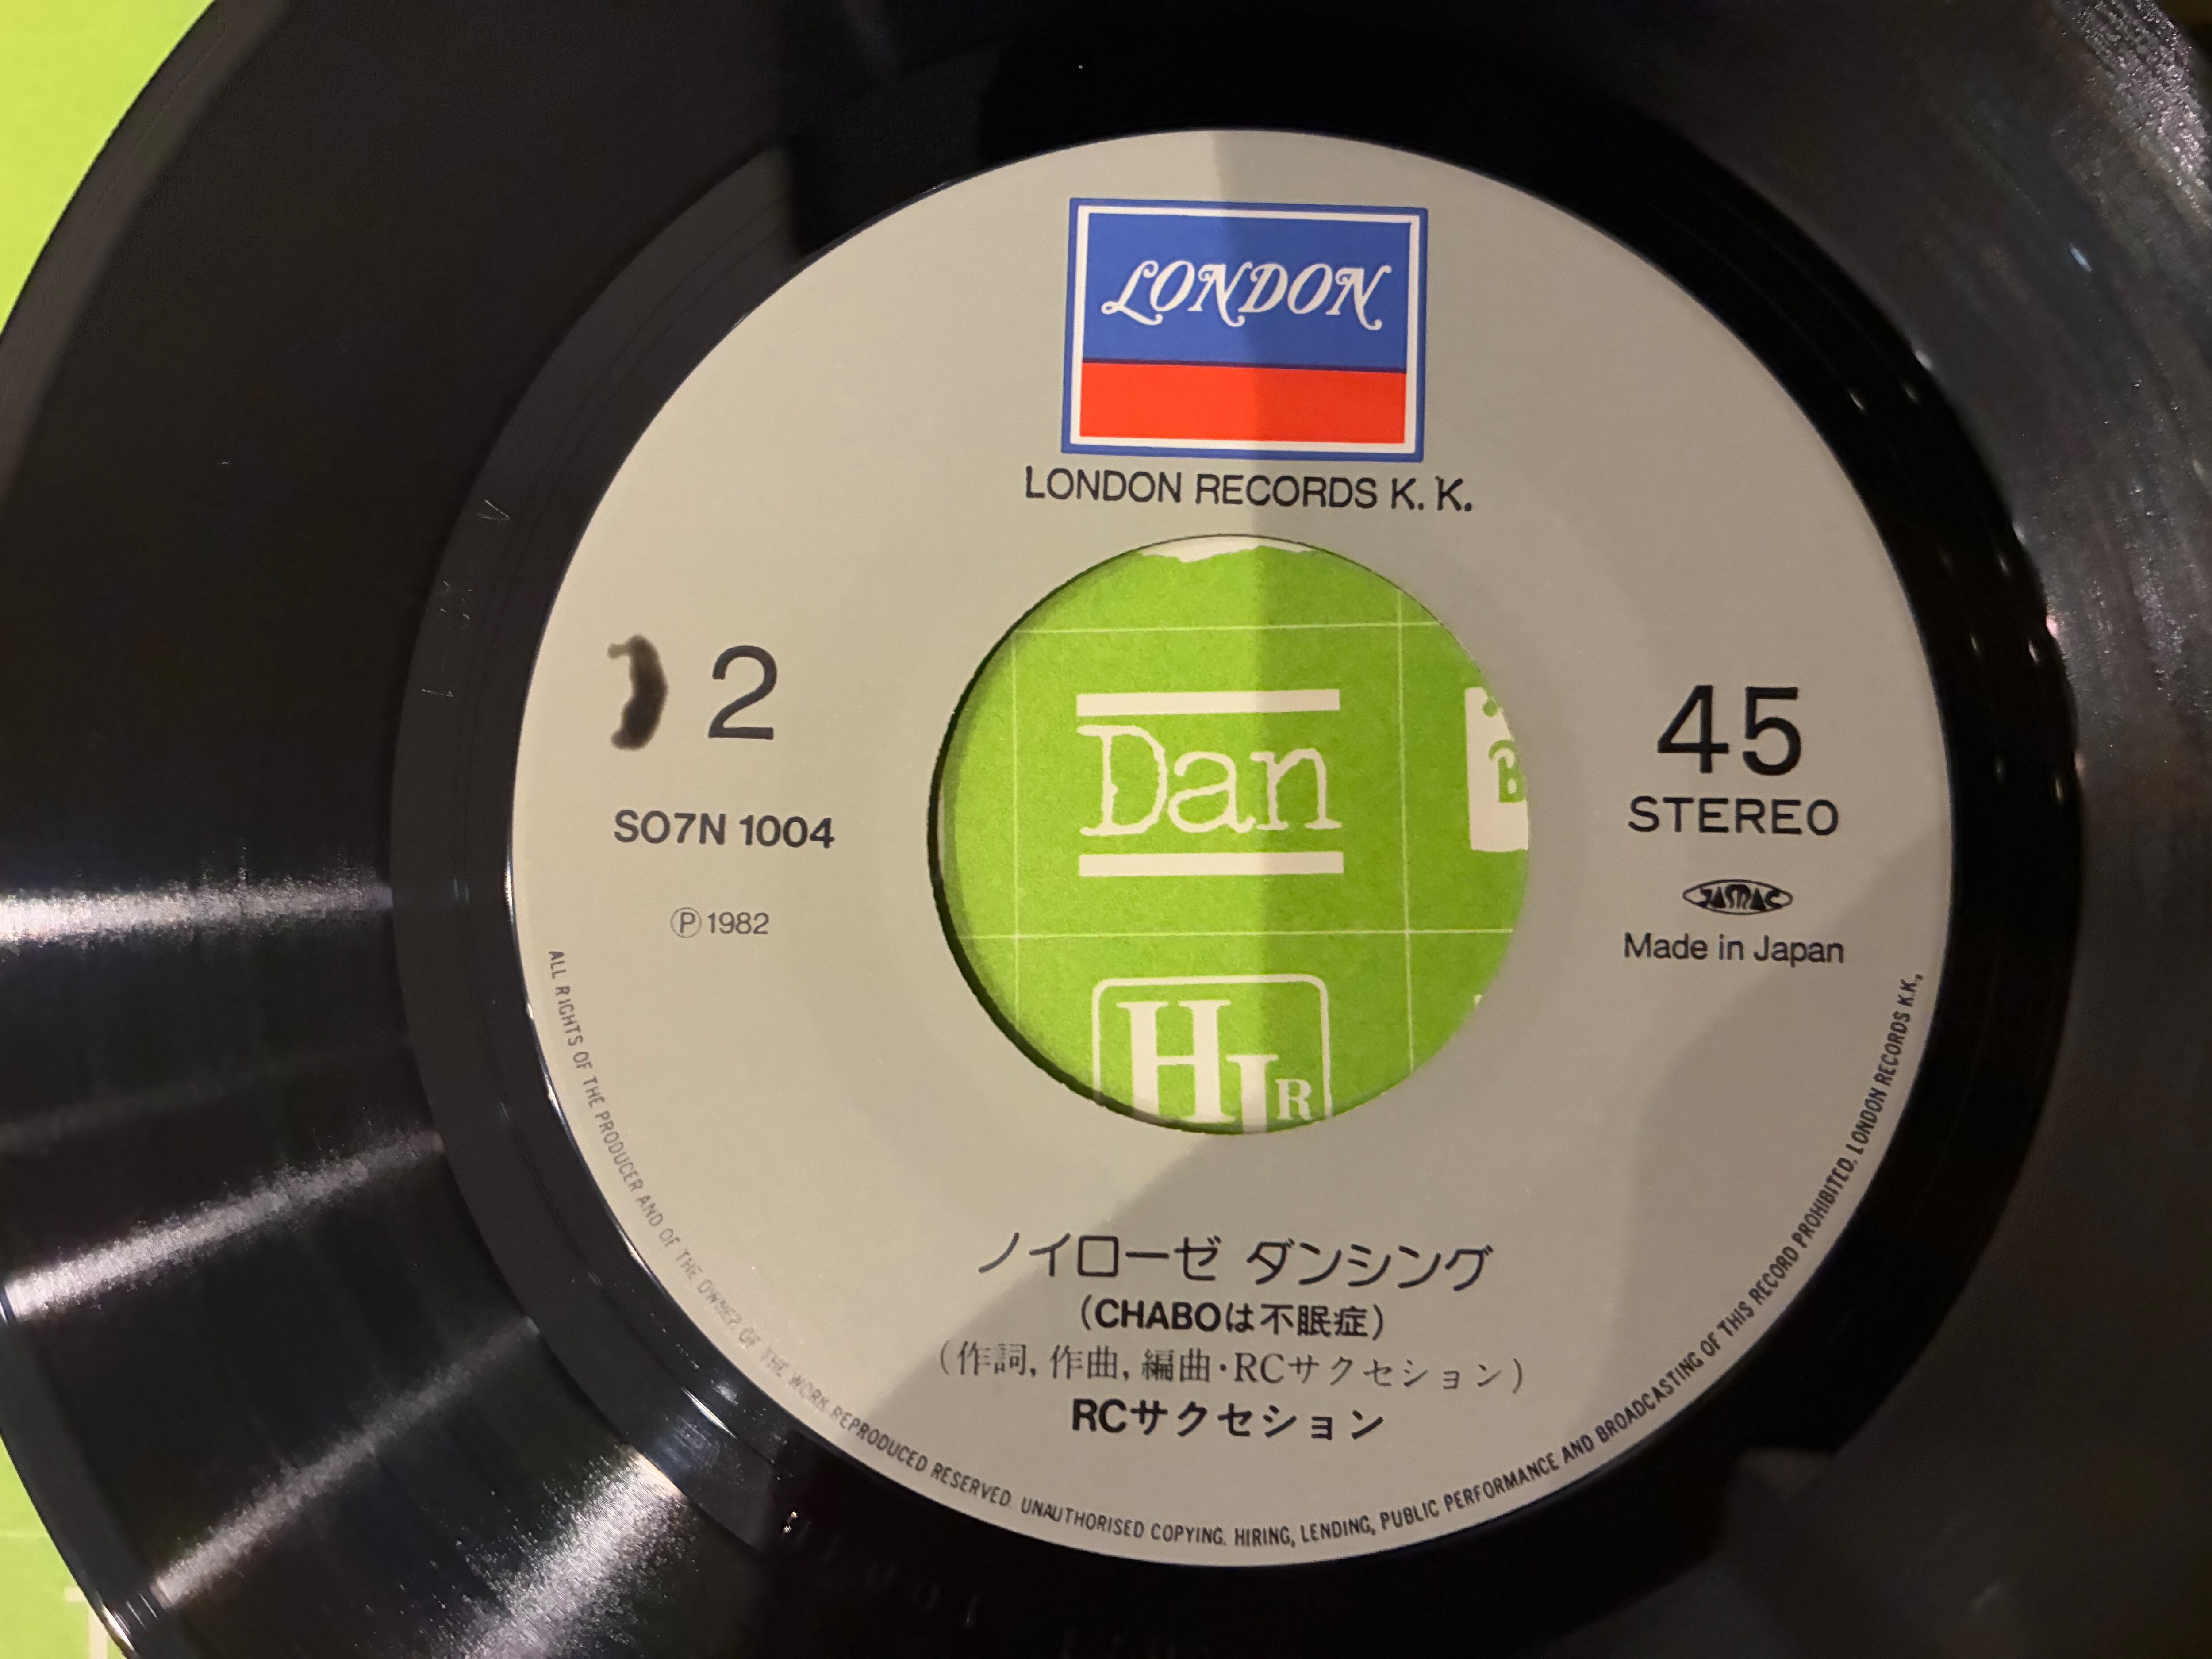 LONDON
LONDON RECORDS K. K.
2
SO7N 1004
Ⓟ 1982
45
STEREO
JASRAC
Made in Japan
Dan
B
HIR
ノイローゼ ダンシング
(CHABOは不眠症)
(作詞, 作曲, 編曲・RCサクセション)
RCサクセション
ALL RIGHTS OF THE PRODUCER AND OF THE OWNER OF THE WORK REPRODUCED RESERVED. UNAUTHORISED COPYING. HIRING, LENDING, PUBLIC PERFORMANCE AND BROADCASTING OF THIS RECORD PROHIBITED. LONDON RECORDS K.K.,